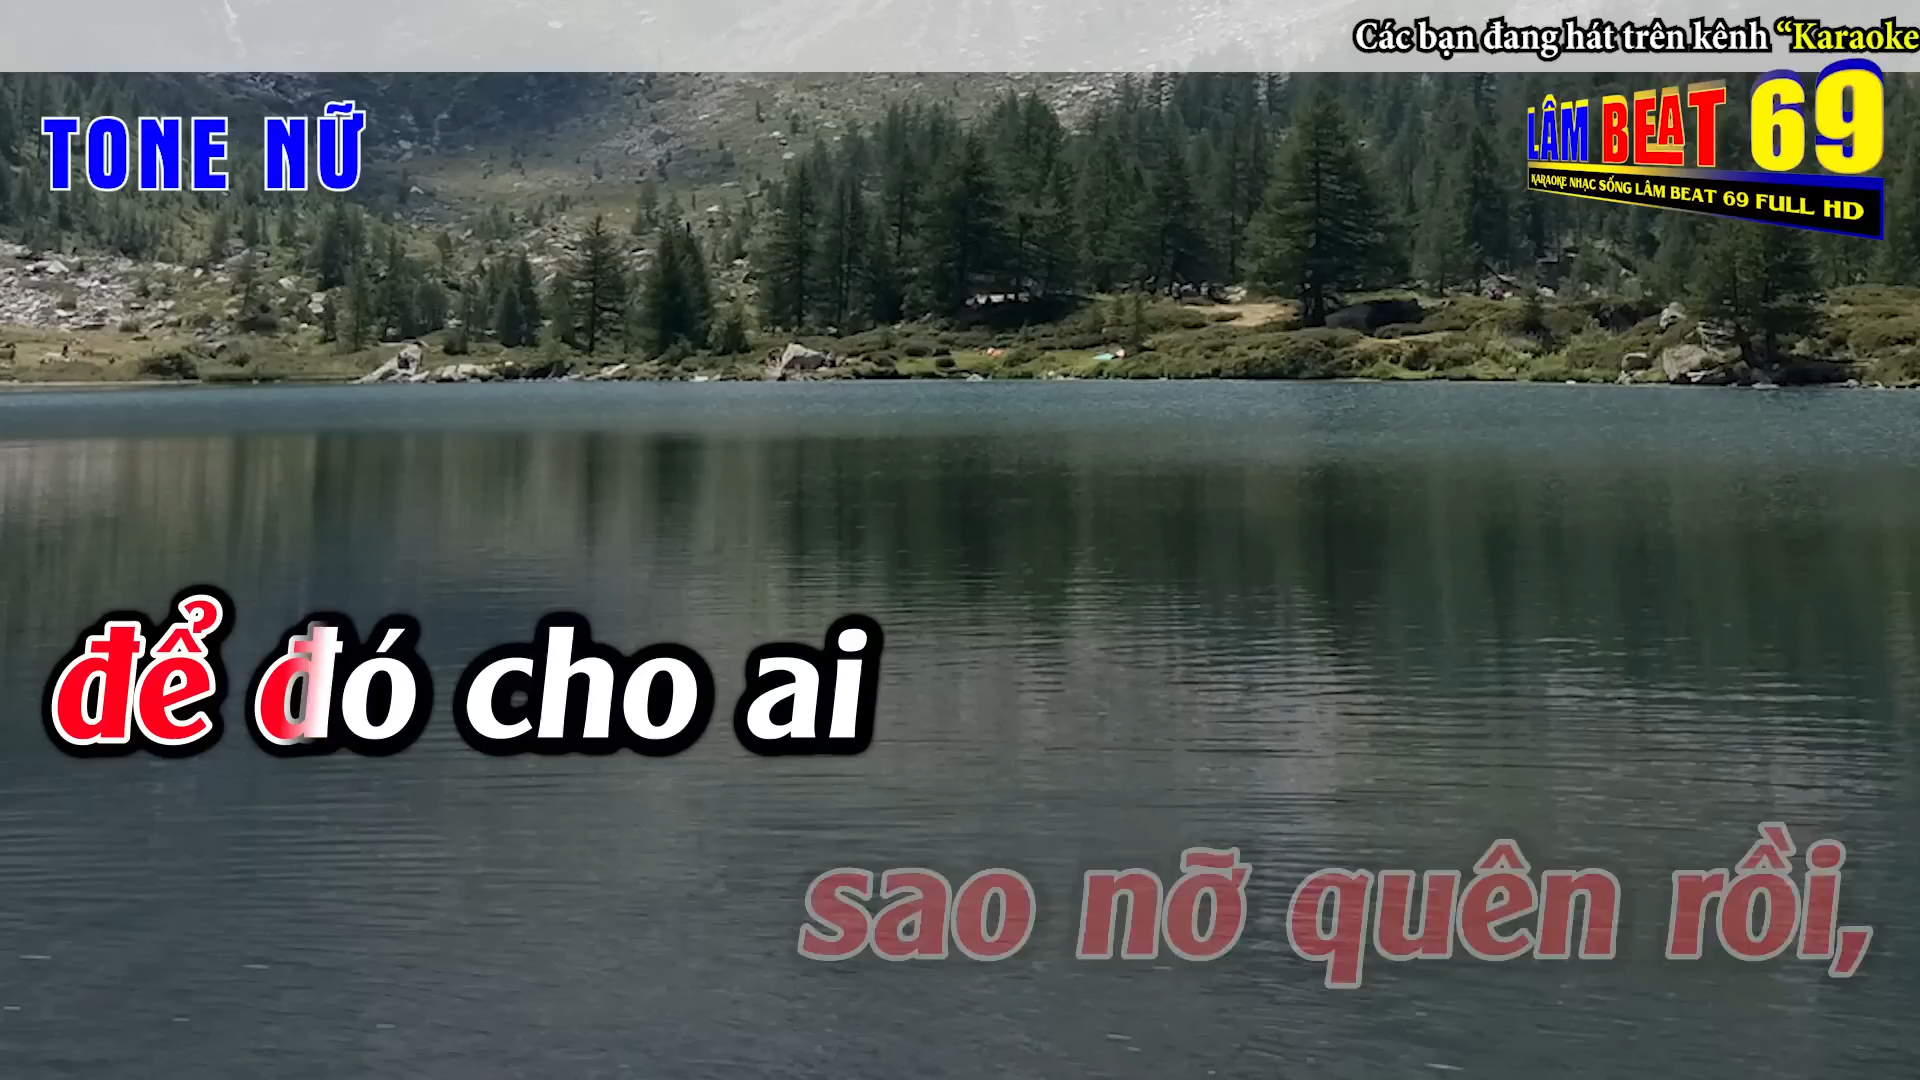 Các bạn đang hát trên kênh “Karaoke
TONE NỮ
LÂM BEAT 69
KARAOKE NHẠC SỐNG LÂM BEAT 69 FULL HD
để đó cho ai
sao nỡ quên rồi,